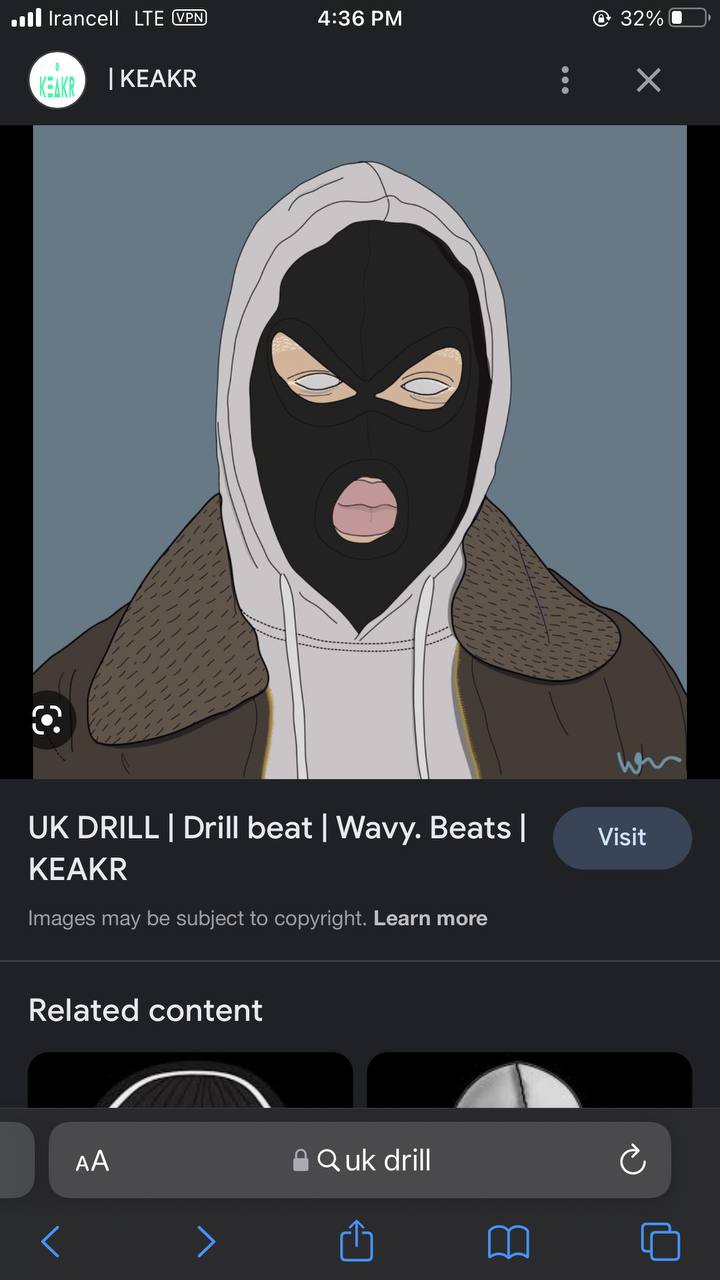 Irancell LTE VPN 4:36 PM 32%
KEAKR | KEAKR
UK DRILL | Drill beat | Wavy. Beats |
KEAKR
Visit
Images may be subject to copyright. Learn more
Related content
AA uk drill